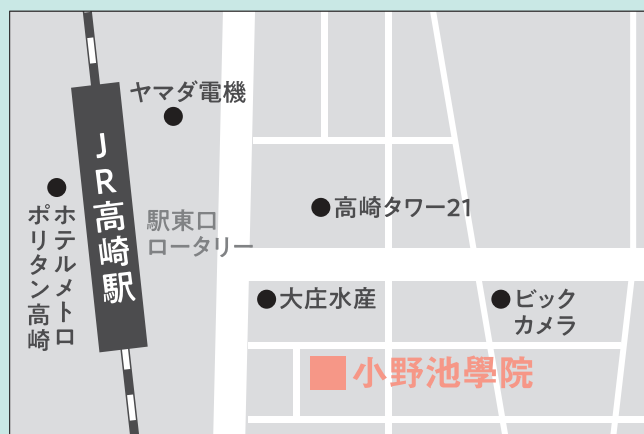 ヤマダ電機
JR高崎駅
ホテルメトロ
ポリタン高崎
駅東口
ロータリー
高崎タワー21
大庄水産
ビック
カメラ
小野池學院